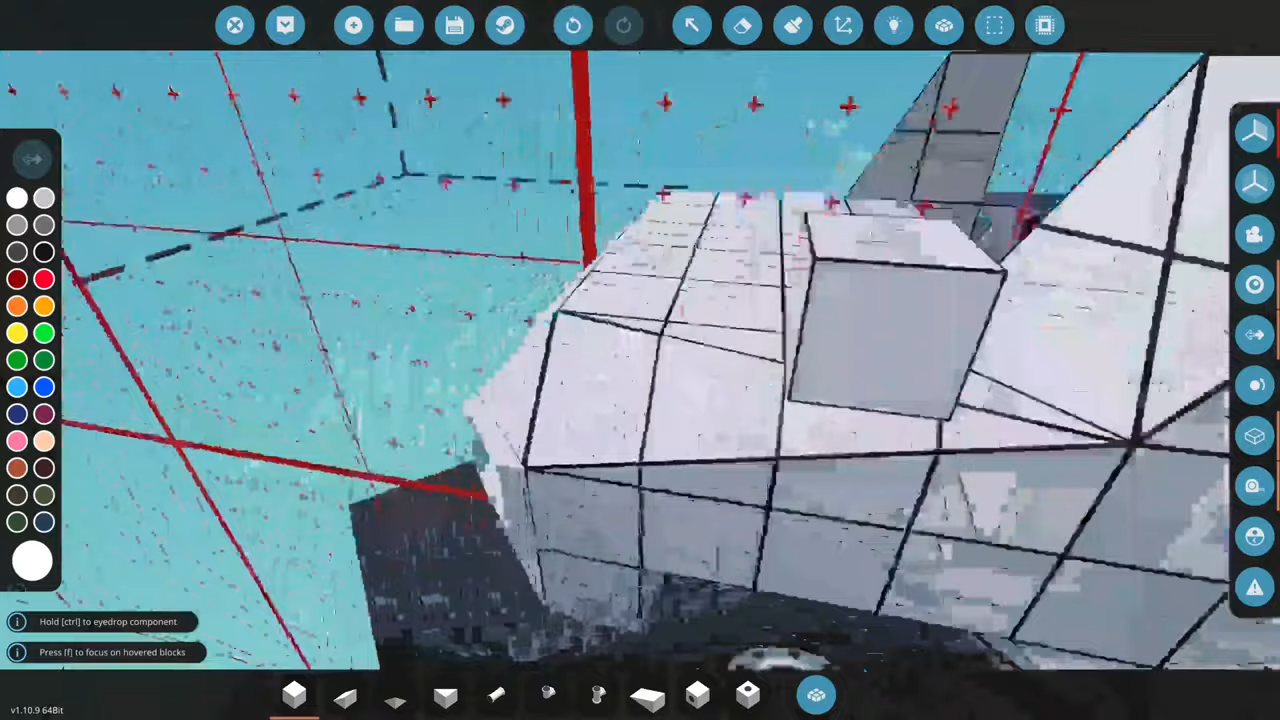 Hold [ctrl] to eyedrop component
Press [f] to focus on hovered blocks
v1.10.9 64Bit